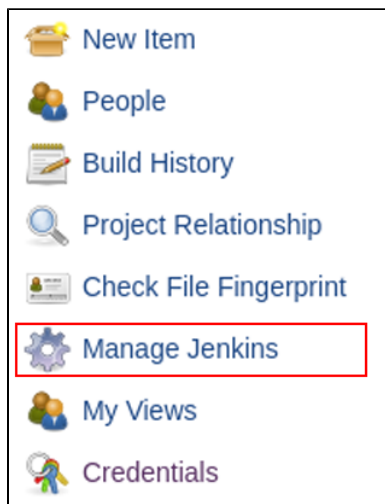 New Item
People
Build History
Project Relationship
Check File Fingerprint
Manage Jenkins
My Views
Credentials